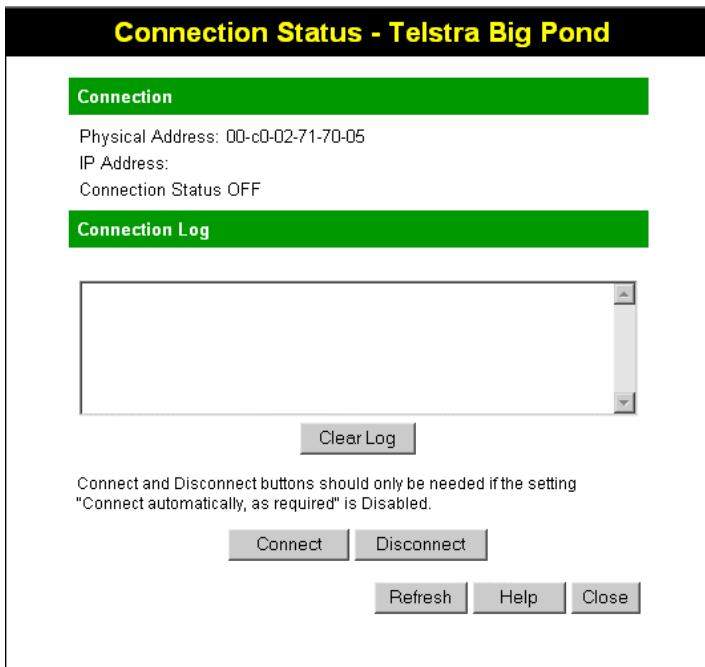 Connection Status - Telstra Big Pond
Connection
Physical Address: 00-c0-02-71-70-05
IP Address:
Connection Status OFF
Connection Log
Clear Log
Connect and Disconnect buttons should only be needed if the setting
"Connect automatically, as required" is Disabled.
Connect Disconnect
Refresh Help Close